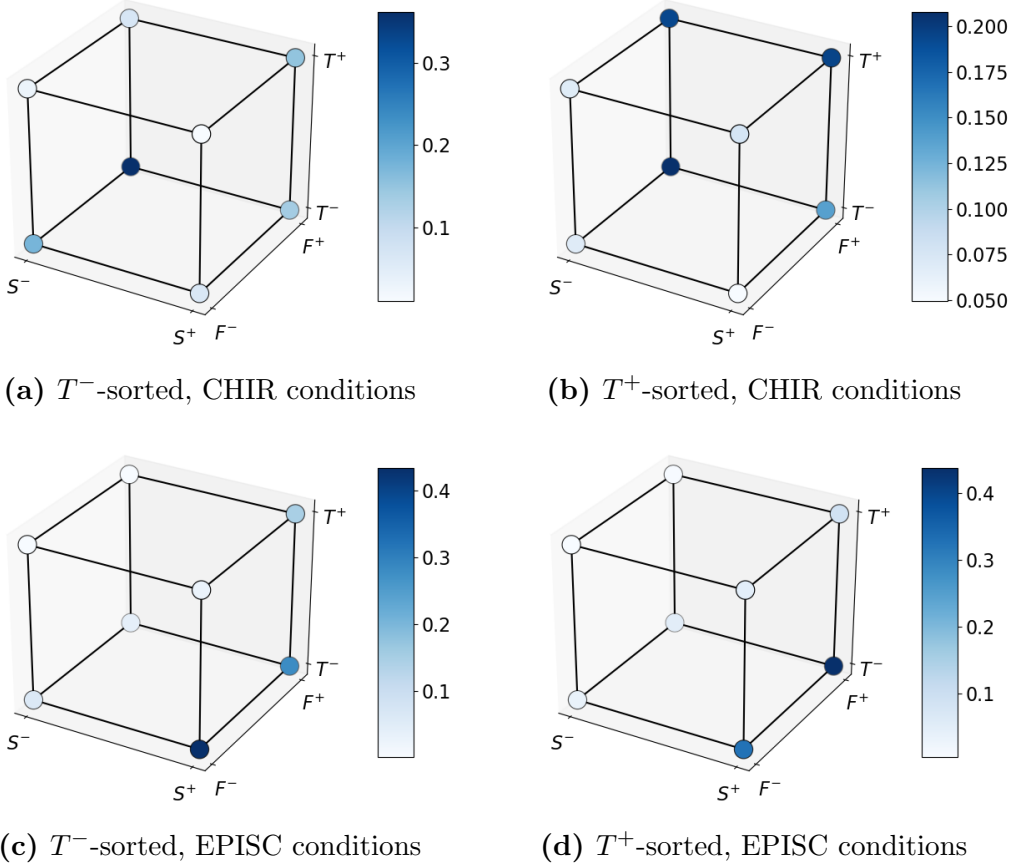 0.3
0.2
0.1
T⁺
T⁻
F⁺
S⁻
S⁺
F⁻
0.200
0.175
0.150
0.125
0.100
0.075
0.050
T⁺
T⁻
F⁺
S⁻
S⁺
F⁻
(a) T⁻-sorted, CHIR conditions
(b) T⁺-sorted, CHIR conditions
0.4
0.3
0.2
0.1
T⁺
T⁻
F⁺
S⁻
S⁺
F⁻
0.4
0.3
0.2
0.1
T⁺
T⁻
F⁺
S⁻
S⁺
F⁻
(c) T⁻-sorted, EPISC conditions
(d) T⁺-sorted, EPISC conditions